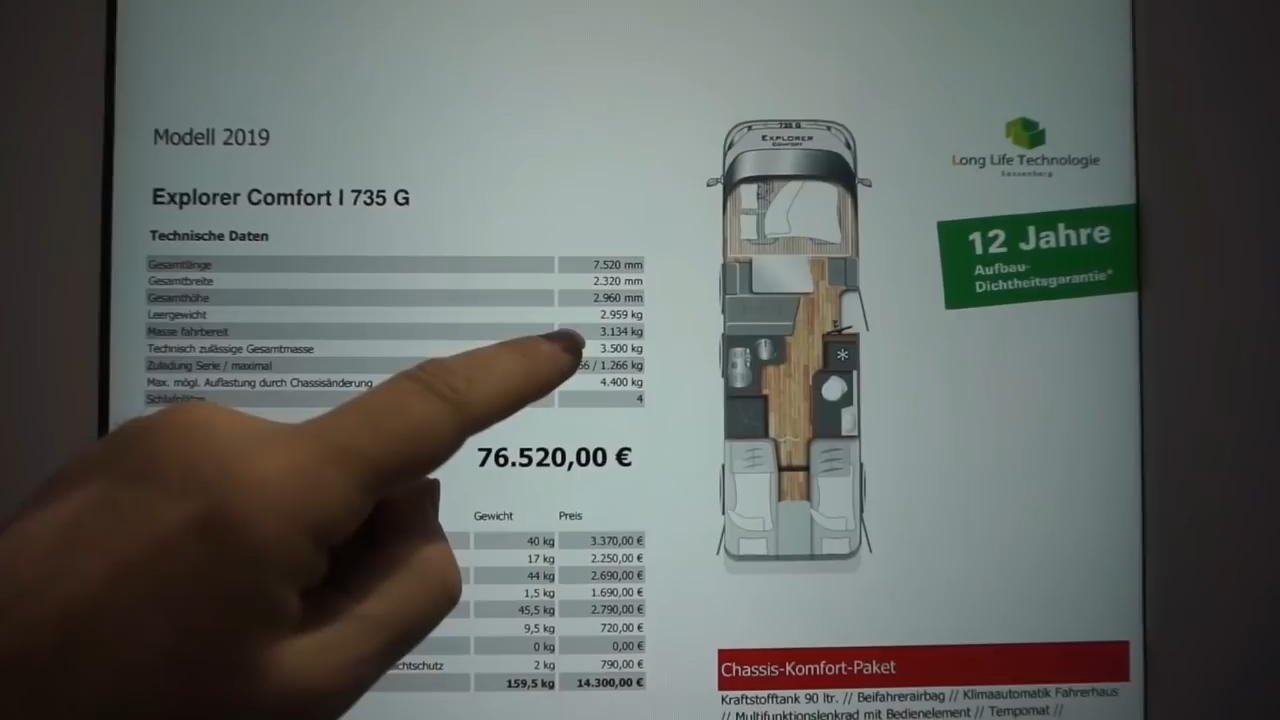 Modell 2019
Explorer Comfort I 735 G
Technische Daten
Gesamtlänge 7.520 mm
Gesamtbreite 2.320 mm
Gesamthöhe 2.960 mm
Leergewicht 2.959 kg
Masse fahrbereit 3.134 kg
Technisch zulässige Gesamtmasse 3.500 kg
Zuladung Serie / maximal 66 / 1.266 kg
Max. mögl. Auflastung durch Chassisänderung 4.400 kg
Schlafplätze 4
76.520,00 €
Gewicht Preis
40 kg 3.370,00 €
17 kg 2.250,00 €
44 kg 2.690,00 €
1,5 kg 1.690,00 €
45,5 kg 2.790,00 €
9,5 kg 720,00 €
0 kg 0,00 €
ichtschutz 2 kg 790,00 €
159,5 kg 14.300,00 €
735 G
EXPLORER
COMFORT
Long Life Technologie
Sassenberg
12 Jahre
Aufbau-
Dichtheitsgarantie*
Chassis-Komfort-Paket
Kraftstofftank 90 ltr. // Beifahrerairbag // Klimaautomatik Fahrerhaus
// Multifunktionslenkrad mit Bedienelement // Tempomat //